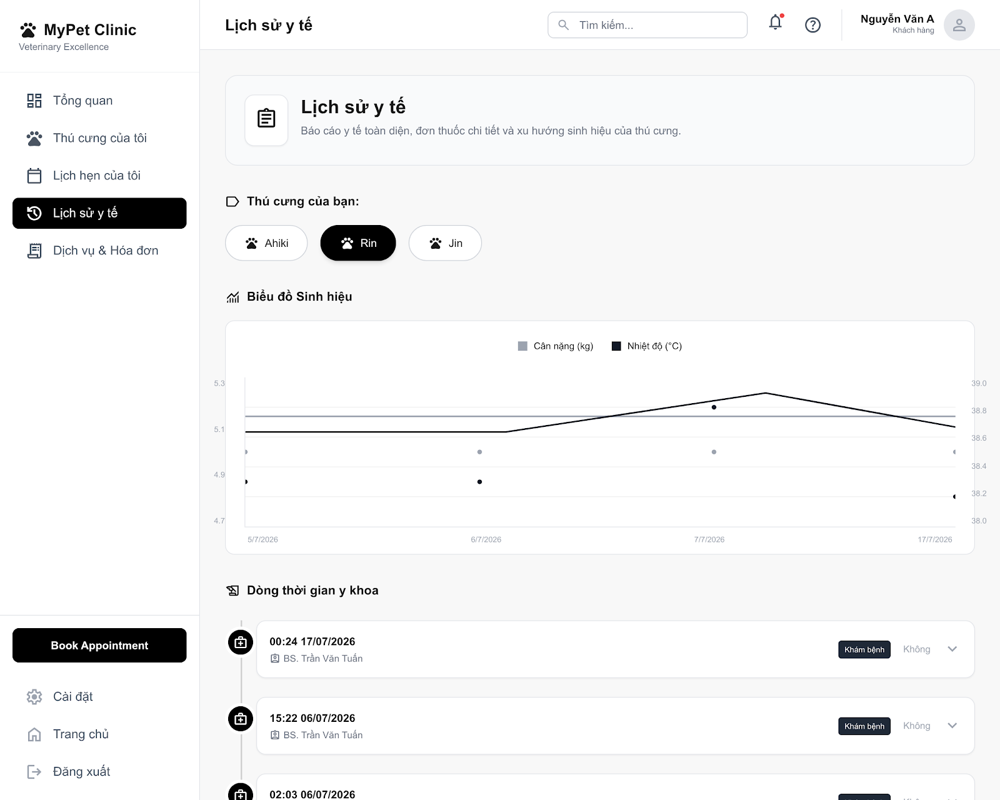 MyPet Clinic
Veterinary Excellence
Tổng quan
Thú cưng của tôi
Lịch hẹn của tôi
Lịch sử y tế
Dịch vụ & Hóa đơn
Book Appointment
Cài đặt
Trang chủ
Đăng xuất
Lịch sử y tế
Tìm kiếm...
Nguyễn Văn A
Khách hàng
Lịch sử y tế
Báo cáo y tế toàn diện, đơn thuốc chi tiết và xu hướng sinh hiệu của thú cưng.
Thú cưng của bạn:
Ahiki
Rin
Jin
Biểu đồ Sinh hiệu
Cân nặng (kg)
Nhiệt độ (°C)
5.3
5.1
4.9
4.7
39.0
38.8
38.6
38.4
38.2
38.0
5/7/2026
6/7/2026
7/7/2026
17/7/2026
Dòng thời gian y khoa
00:24 17/07/2026
BS. Trần Văn Tuấn
Khám bệnh
Không
15:22 06/07/2026
BS. Trần Văn Tuấn
Khám bệnh
Không
02:03 06/07/2026